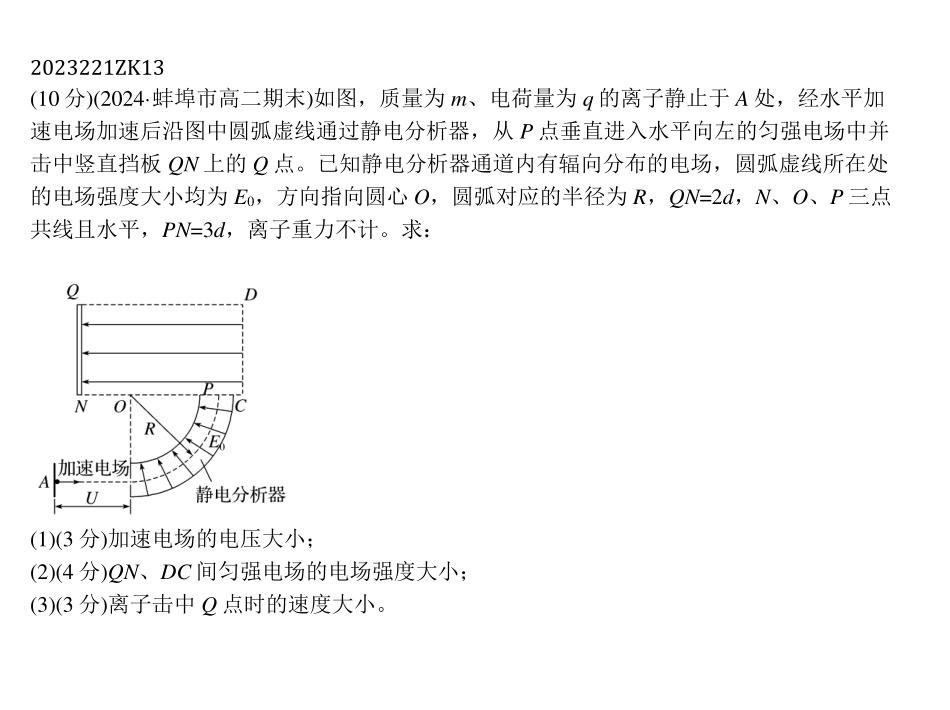 2023221ZK13
(10 分)(2024·蚌埠市高二期末)如图，质量为 m、电荷量为 q 的离子静止于 A 处，经水平加
速电场加速后沿图中圆弧虚线通过静电分析器，从 P 点垂直进入水平向左的匀强电场中并
击中竖直挡板 QN 上的 Q 点。已知静电分析器通道内有辐向分布的电场，圆弧虚线所在处
的电场强度大小均为 E₀，方向指向圆心 O，圆弧对应的半径为 R，QN=2d，N、O、P 三点
共线且水平，PN=3d，离子重力不计。求：
Q
D
P
N
O
C
R
E₀
加速电场
A
U
静电分析器
(1)(3 分)加速电场的电压大小；
(2)(4 分)QN、DC 间匀强电场的电场强度大小；
(3)(3 分)离子击中 Q 点时的速度大小。